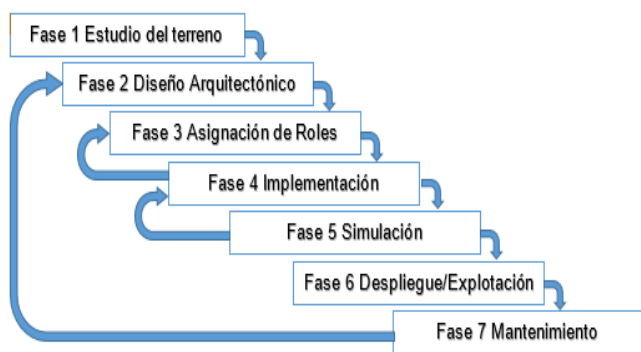 Fase 1 Estudio del terreno
Fase 2 Diseño Arquitectónico
Fase 3 Asignación de Roles
Fase 4 Implementación
Fase 5 Simulación
Fase 6 Despliegue/Explotación
Fase 7 Mantenimiento